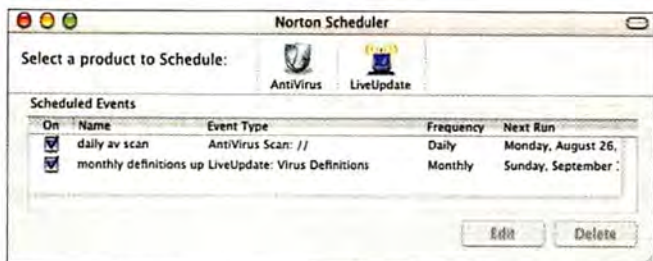 Norton Scheduler
Select a product to Schedule:
AntiVirus
LiveUpdate
Scheduled Events
On Name Event Type Frequency Next Run
daily av scan AntiVirus Scan: // Daily Monday, August 26,
monthly definitions up LiveUpdate: Virus Definitions Monthly Sunday, September
Edit Delete